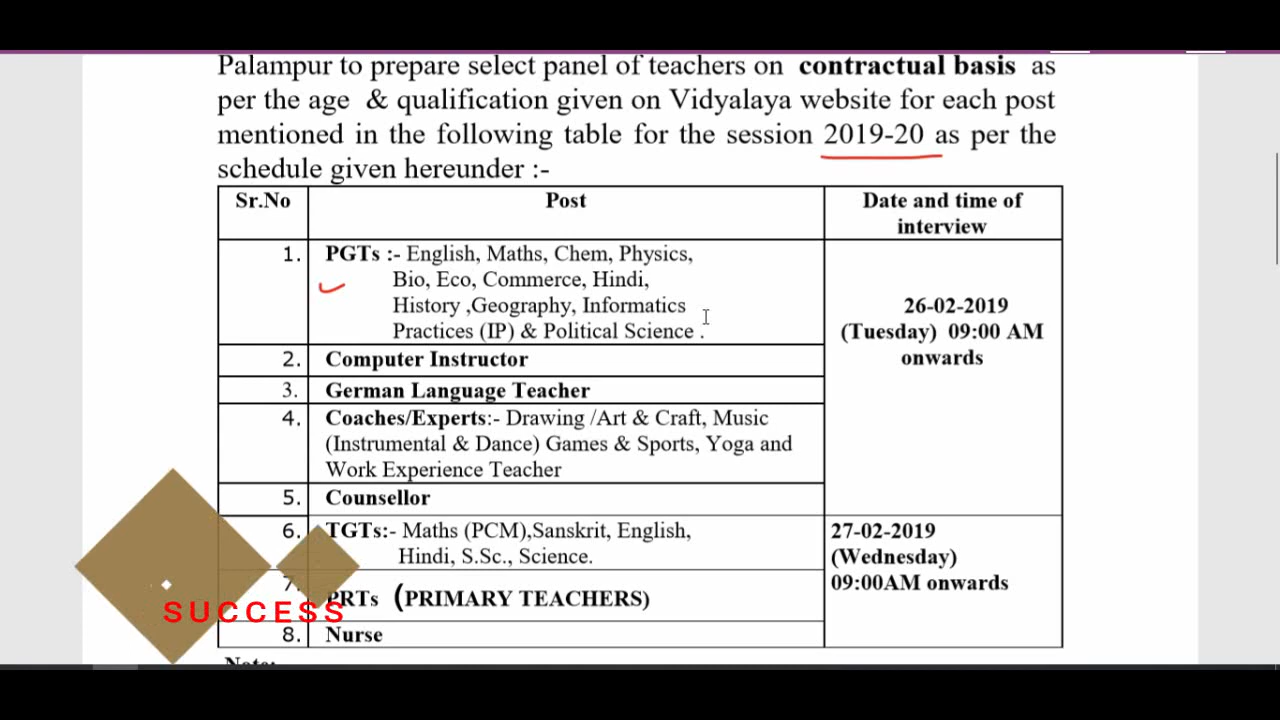 Palampur to prepare select panel of teachers on contractual basis as
per the age & qualification given on Vidyalaya website for each post
mentioned in the following table for the session 2019-20 as per the
schedule given hereunder :-
Sr.No Post Date and time of
interview
1. PGTs :- English, Maths, Chem, Physics,
Bio, Eco, Commerce, Hindi,
History ,Geography, Informatics
Practices (IP) & Political Science .
26-02-2019
(Tuesday) 09:00 AM
onwards
2. Computer Instructor
3. German Language Teacher
4. Coaches/Experts:- Drawing /Art & Craft, Music
(Instrumental & Dance) Games & Sports, Yoga and
Work Experience Teacher
5. Counsellor
6. TGTs:- Maths (PCM),Sanskrit, English,
Hindi, S.Sc., Science.
27-02-2019
(Wednesday)
09:00AM onwards
7. PRTs (PRIMARY TEACHERS)
8. Nurse
SUCCESS
Note: